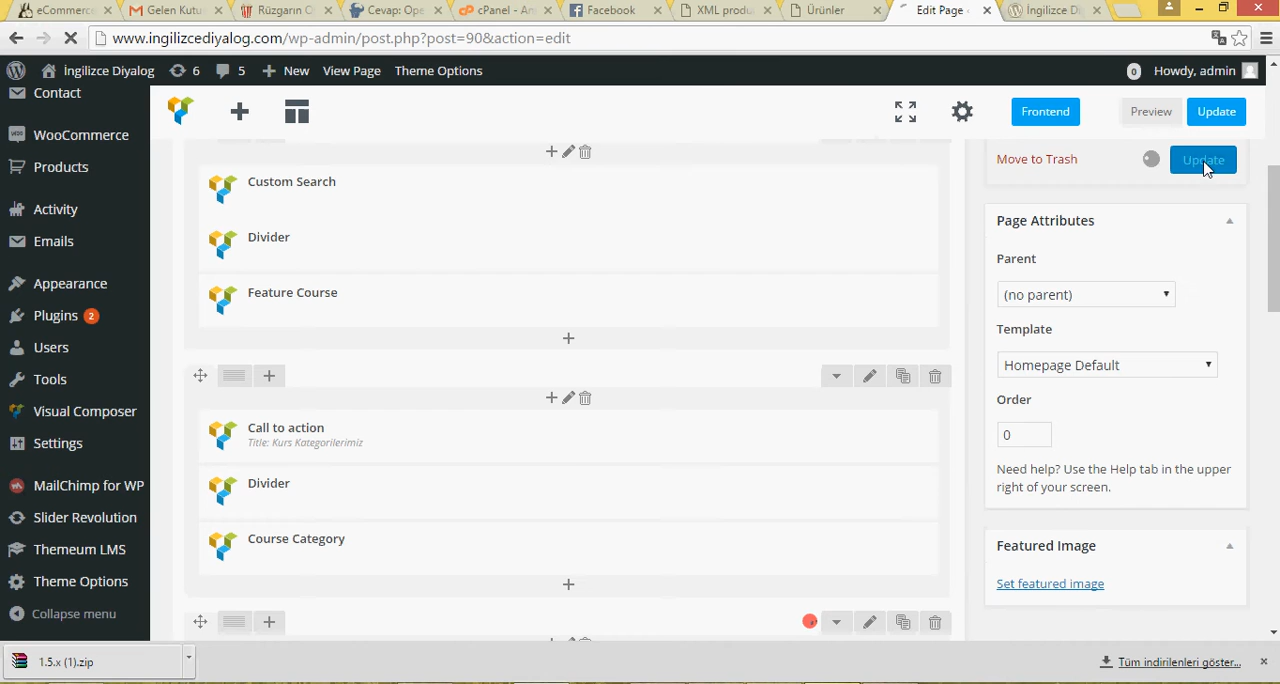 eCommerce
Gelen Kutu
Rüzgarın
Cevap: Ope
cPanel - An
Facebook
XML produ
Ürünler
Edit Page
İngilizce Di
www.ingilizcediyalog.com/wp-admin/post.php?post=90&action=edit
İngilizce Diyalog
6
5
New
View Page
Theme Options
0
Howdy, admin
Contact
WooCommerce
Products
Activity
Emails
Appearance
Plugins 2
Users
Tools
Visual Composer
Settings
MailChimp for WP
Slider Revolution
Themeum LMS
Theme Options
Collapse menu
Frontend
Preview
Update
Custom Search
Divider
Feature Course
Call to action
Title: Kurs Kategorilerimiz
Divider
Course Category
Move to Trash
Update
Page Attributes
Parent
(no parent)
Template
Homepage Default
Order
0
Need help? Use the Help tab in the upper
right of your screen.
Featured Image
Set featured image
1.5.x (1).zip
Tüm indirilenleri göster...